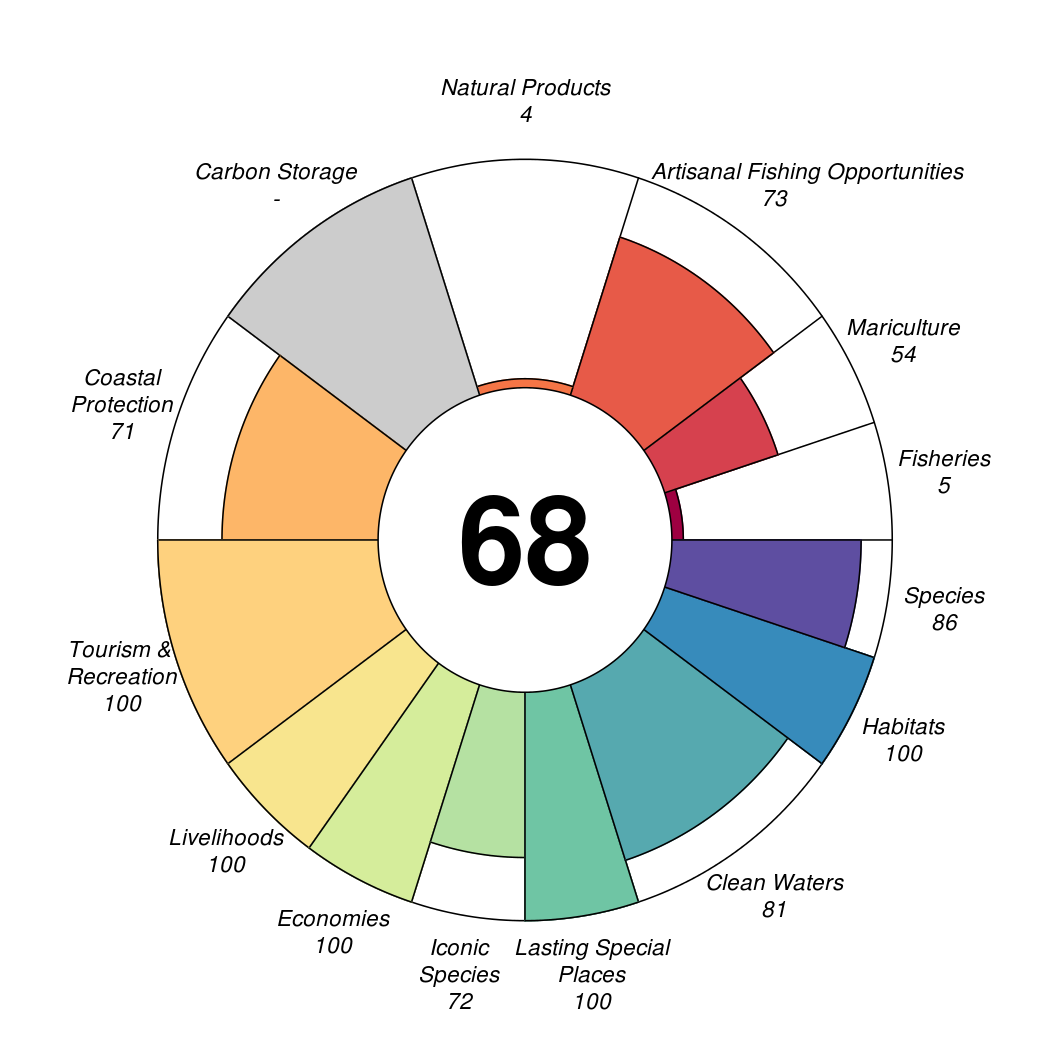 Natural Products
4
Carbon Storage
-
Artisanal Fishing Opportunities
73
Mariculture
54
Coastal
Protection
71
Fisheries
5
68
Species
86
Tourism &
Recreation
100
Habitats
100
Livelihoods
100
Clean Waters
81
Economies
100
Iconic
Species
72
Lasting Special
Places
100